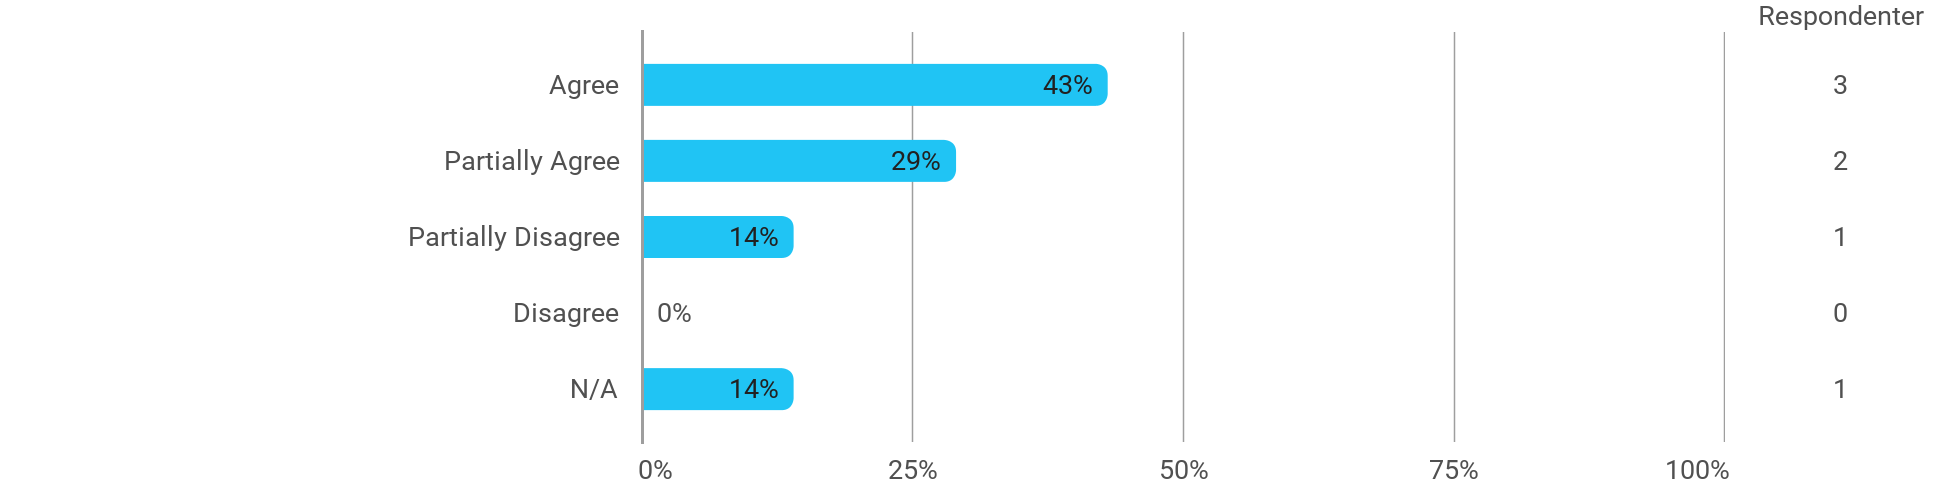 Respondenter
Agree 43% 3
Partially Agree 29% 2
Partially Disagree 14% 1
Disagree 0% 0
N/A 14% 1
0% 25% 50% 75% 100%